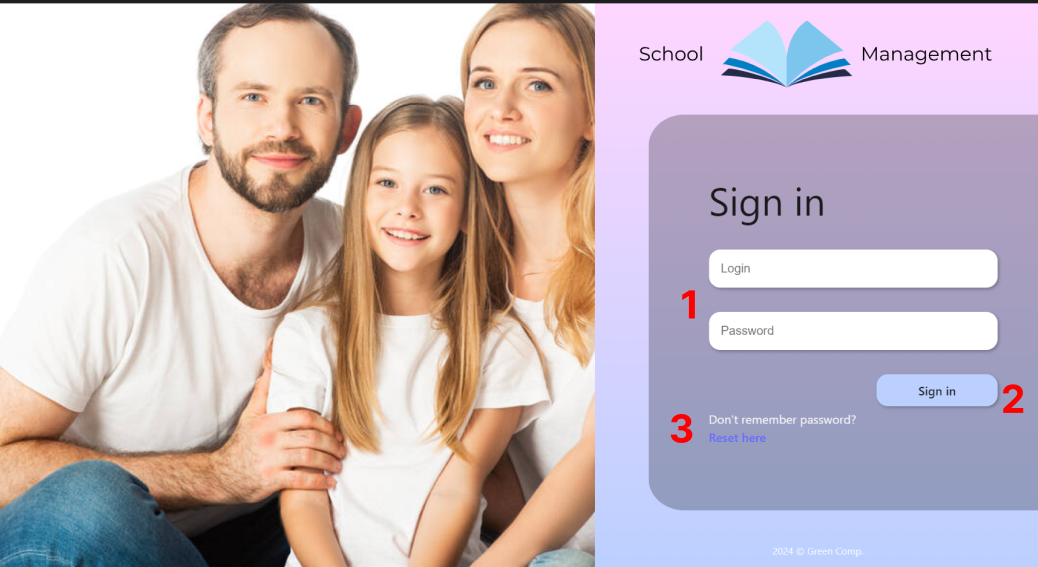 School Management
Sign in
Login
1
Password
Sign in
2
3
Don't remember password?
Reset here
2024 © Green Comp.